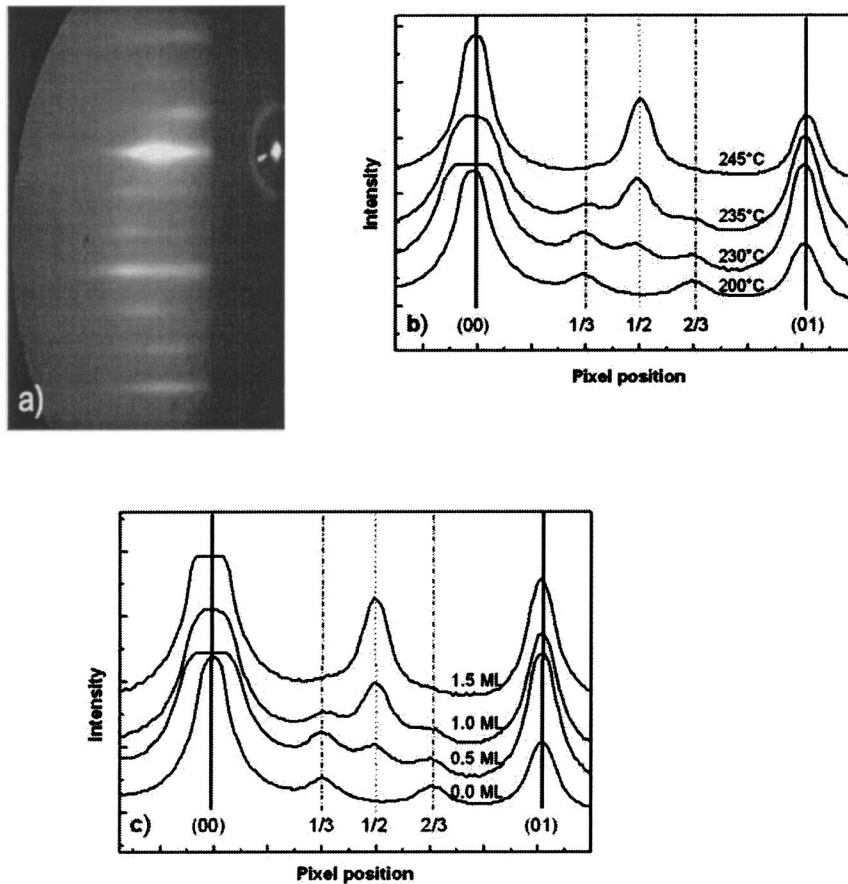 a)
Intensity
245°C
235°C
230°C
200°C
b)
(00)
1/3
1/2
2/3
(01)
Pixel position
Intensity
1.5 ML
1.0 ML
0.5 ML
0.0 ML
c)
(00)
1/3
1/2
2/3
(01)
Pixel position